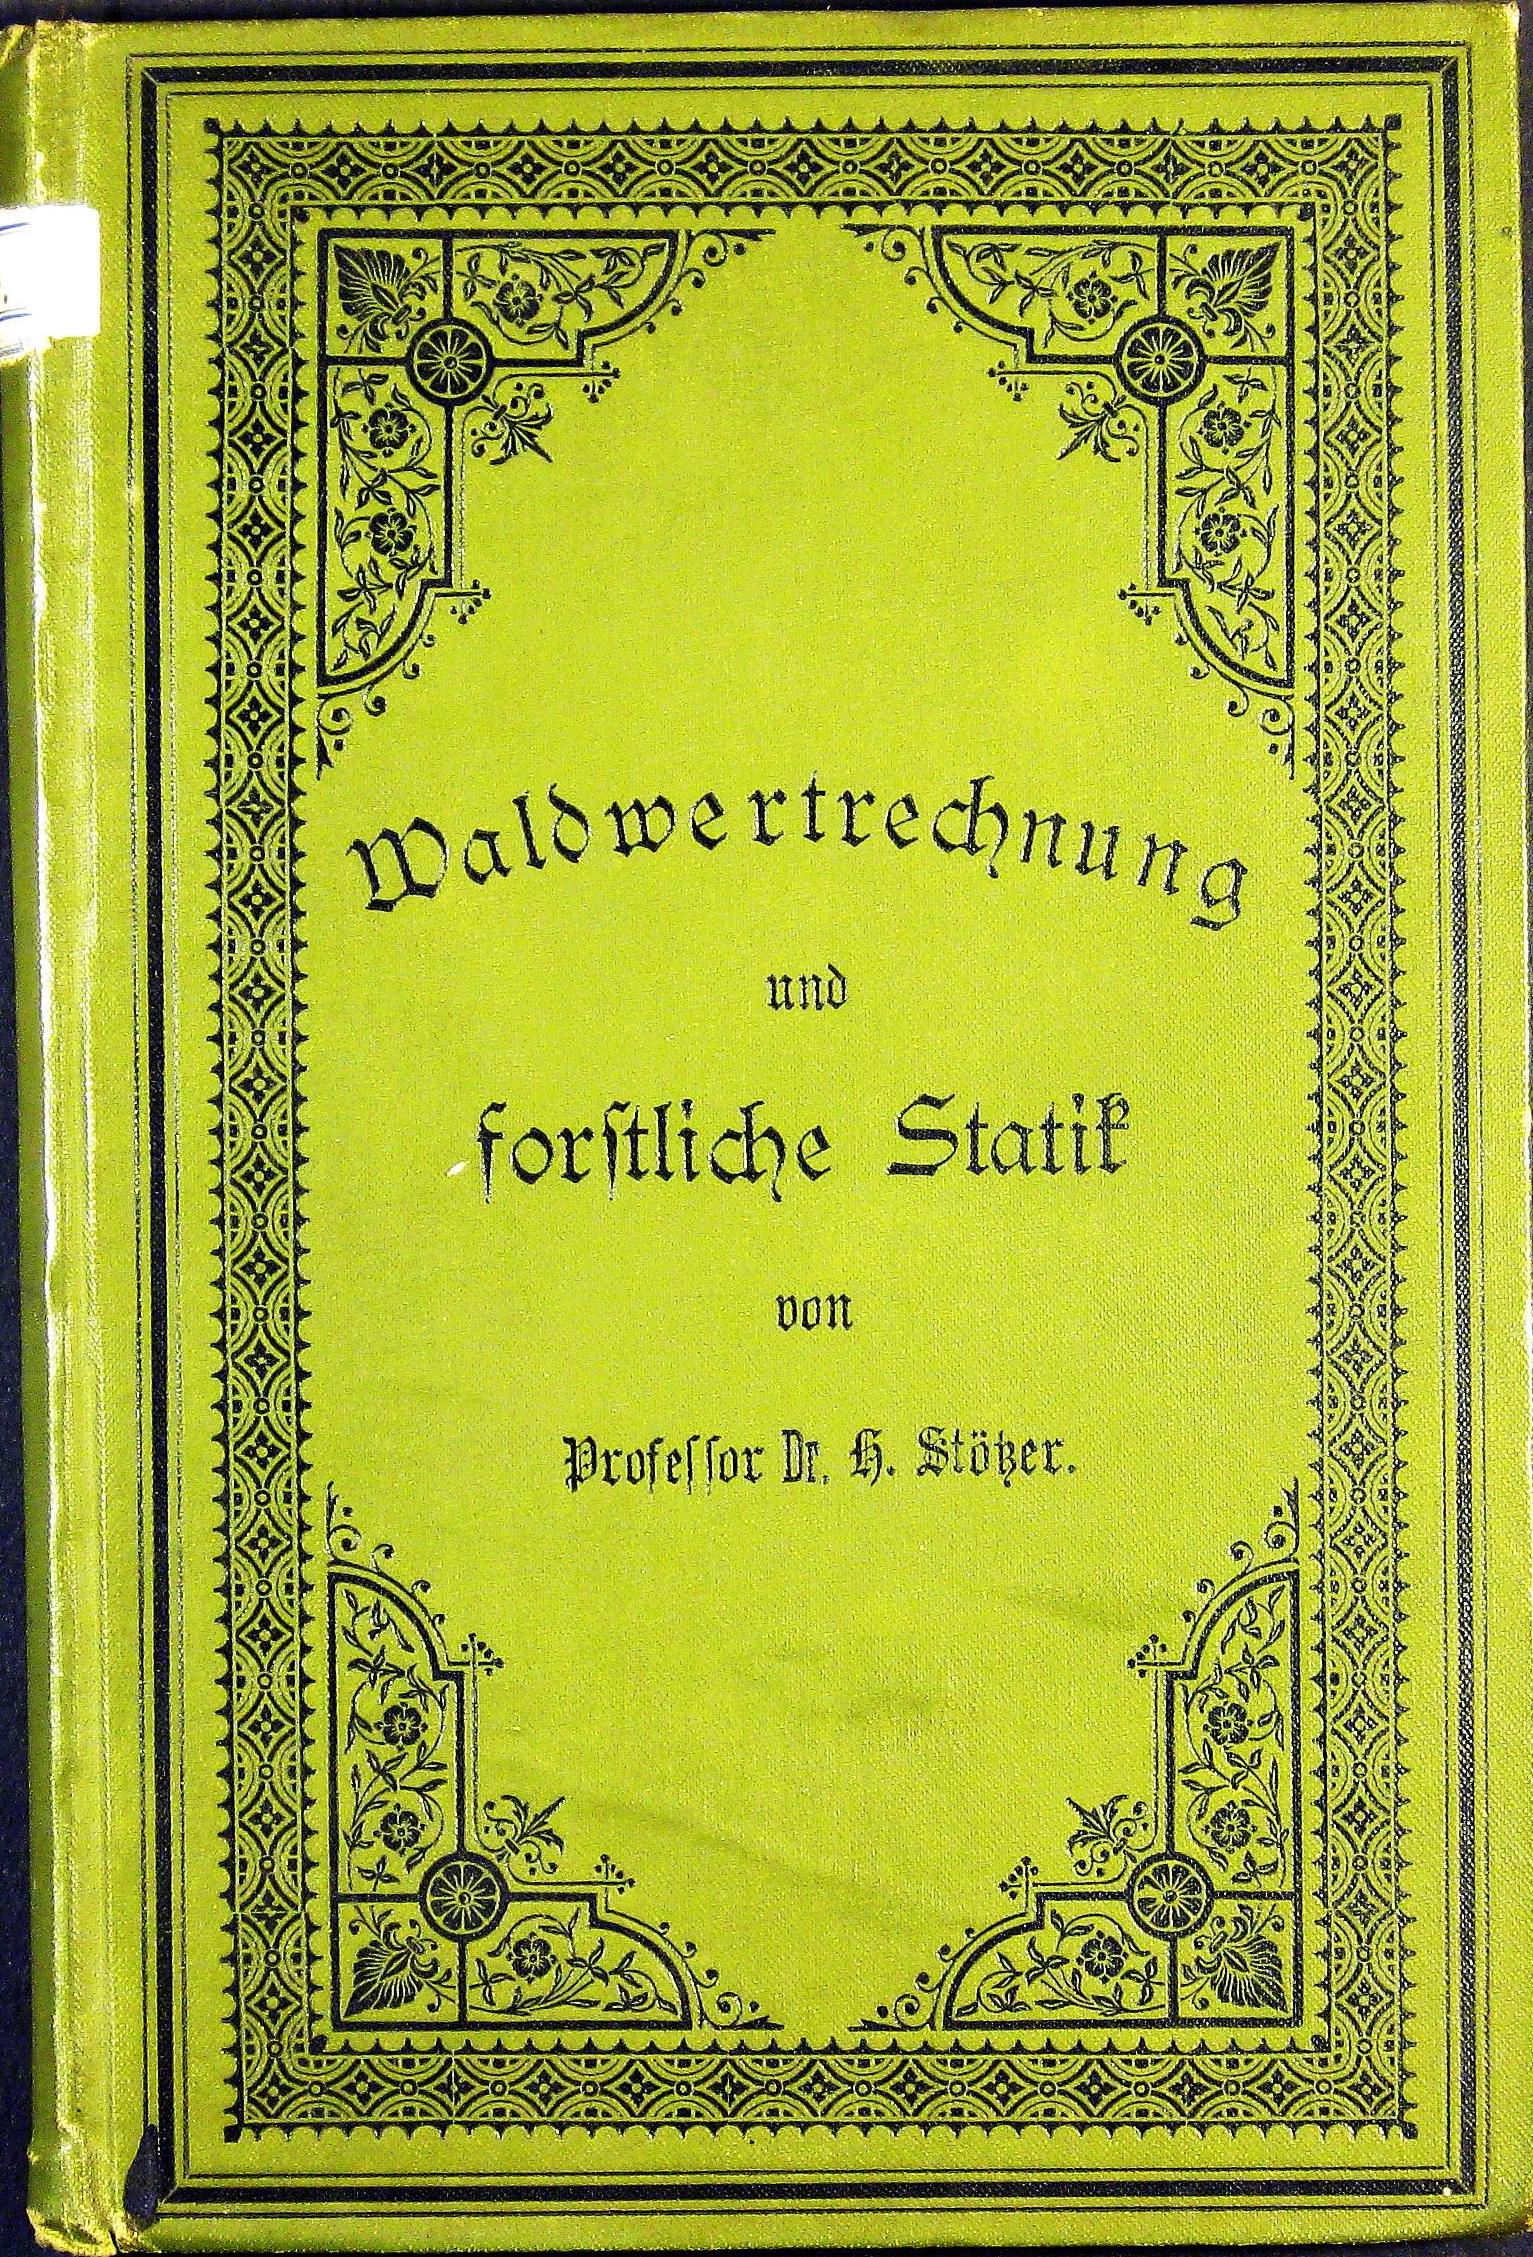 Waldwertrechnung
und
forſtliche Statik
von
Profeſſor Dr. H. Stötzer.